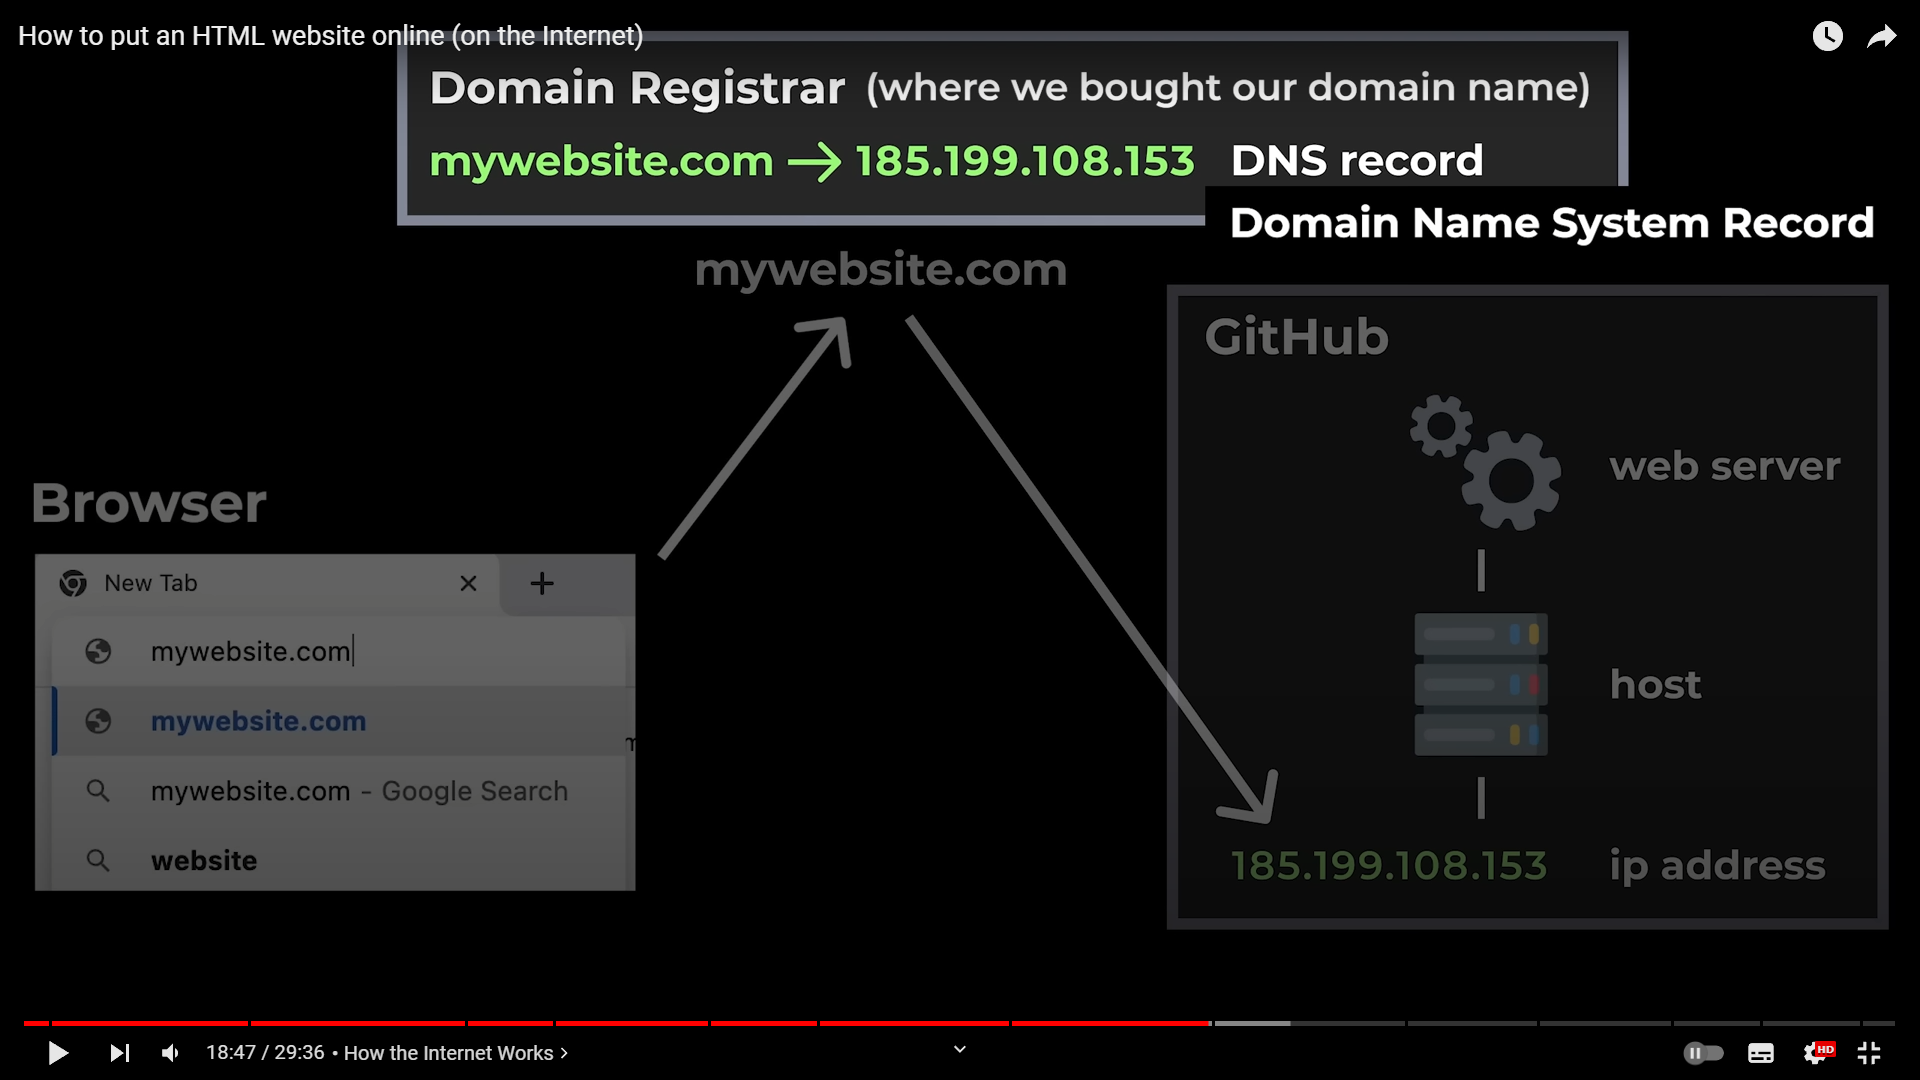 How to put an HTML website online (on the Internet)
Domain Registrar (where we bought our domain name)
mywebsite.com → 185.199.108.153 DNS record
Domain Name System Record
mywebsite.com
GitHub
web server
host
185.199.108.153 ip address
Browser
New Tab
mywebsite.com
mywebsite.com
mywebsite.com - Google Search
website
18:47 / 29:36 • How the Internet Works
HD